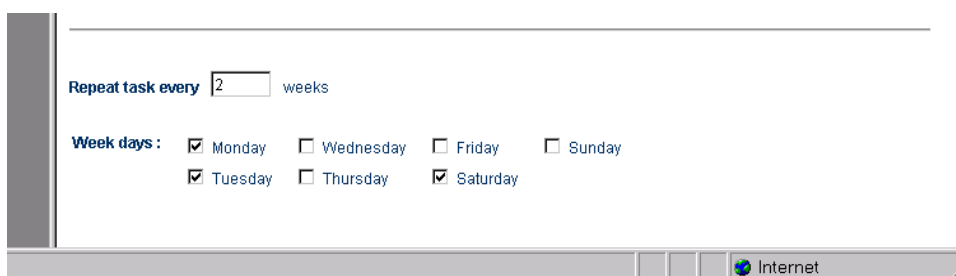 Repeat task every 2 weeks
Week days : Monday Wednesday Friday Sunday
Tuesday Thursday Saturday
Internet